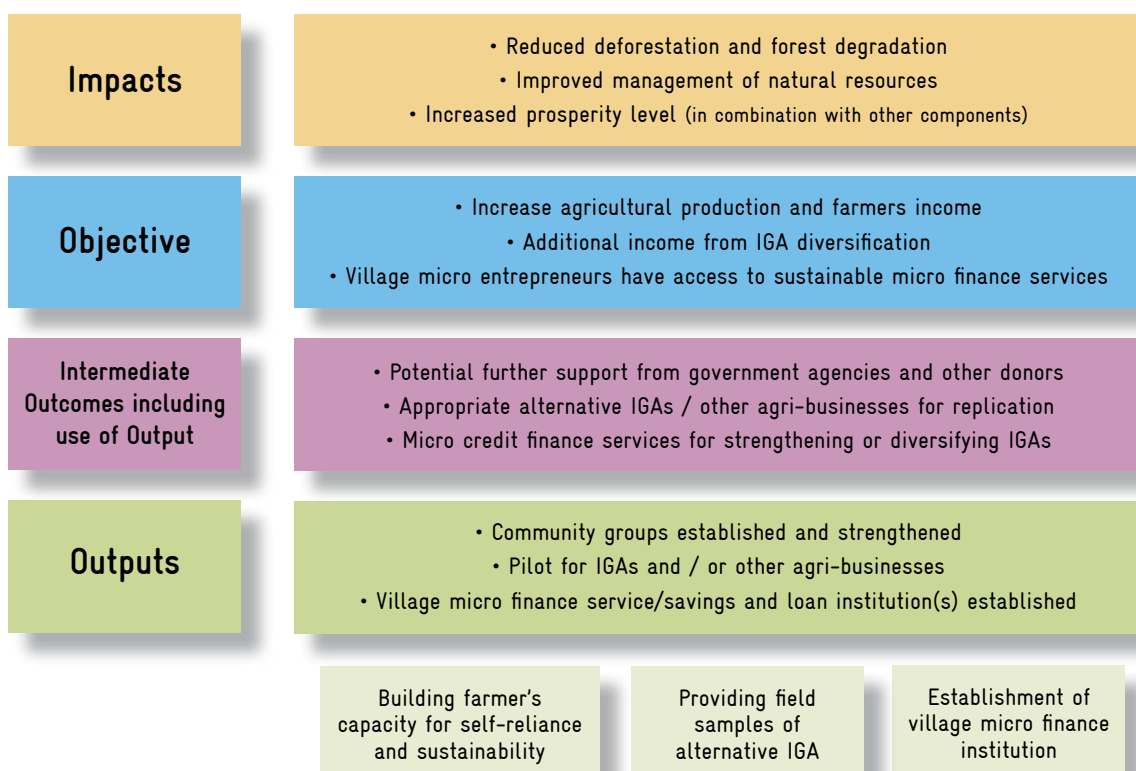 Impacts
• Reduced deforestation and forest degradation
• Improved management of natural resources
• Increased prosperity level (in combination with other components)
Objective
• Increase agricultural production and farmers income
• Additional income from IGA diversification
• Village micro entrepreneurs have access to sustainable micro finance services
Intermediate
Outcomes including
use of Output
• Potential further support from government agencies and other donors
• Appropriate alternative IGAs / other agri-businesses for replication
• Micro credit finance services for strengthening or diversifying IGAs
Outputs
• Community groups established and strengthened
• Pilot for IGAs and / or other agri-businesses
• Village micro finance service/savings and loan institution(s) established
Building farmer's
capacity for self-reliance
and sustainability
Providing field
samples of
alternative IGA
Establishment of
village micro finance
institution